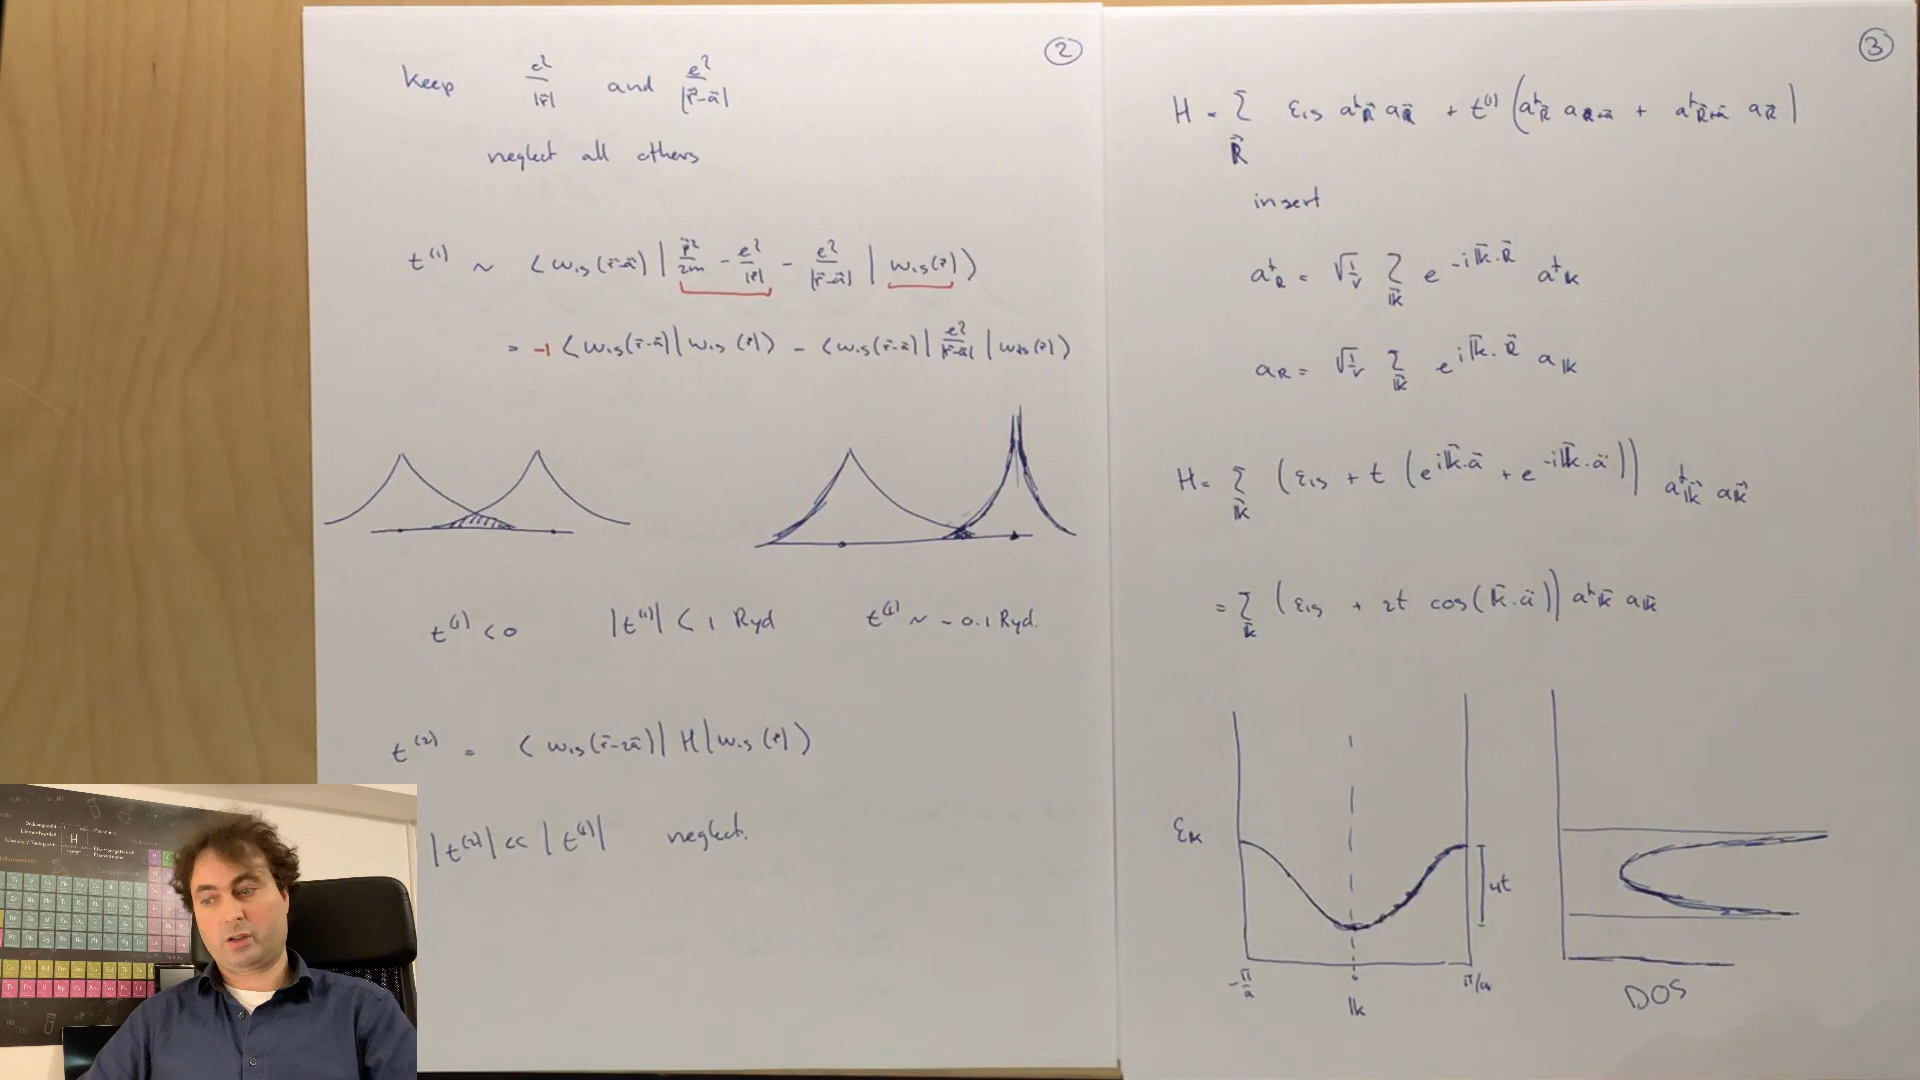 ②
Keep e²/|r⃗| and e²/|r⃗-a⃗|
neglect all others
t⁽¹⁾ ~ ⟨w₁s(r⃗-a⃗)| p⃗²/2m - e²/|r⃗| - e²/|r⃗-a⃗| |w₁s(r⃗)⟩
= -1 ⟨w₁s(r⃗-a⃗)|w₁s(r⃗)⟩ - ⟨w₁s(r⃗-a⃗)| e²/|r⃗-a⃗| |w₁s(r⃗)⟩
t⁽¹⁾ < 0 |t⁽¹⁾| < 1 Ryd t⁽¹⁾ ~ -0.1 Ryd.
t⁽²⁾ = ⟨w₁s(r⃗-2a⃗)|H|w₁s(r⃗)⟩
|t⁽²⁾| << |t⁽¹⁾| neglect.
③
H = Σ_R⃗ ε₁s a†_R⃗ a_R⃗ + t⁽¹⁾ (a†_R⃗ a_R+a⃗ + a†_R⃗+a⃗ a_R⃗)
insert
a†_R = √1/V Σ_k⃗ e^{-ik⃗·R⃗} a†_k
a_R = √1/V Σ_k⃗ e^{ik⃗·R⃗} a_k
H = Σ_k⃗ (ε₁s + t (e^{ik⃗·a⃗} + e^{-ik⃗·a⃗})) a†_k⃗ a_k⃗
= Σ_k⃗ (ε₁s + 2t cos(k⃗·a⃗)) a†_k⃗ a_k⃗
ε_k
4t
-π/a
k
π/a
DOS
H